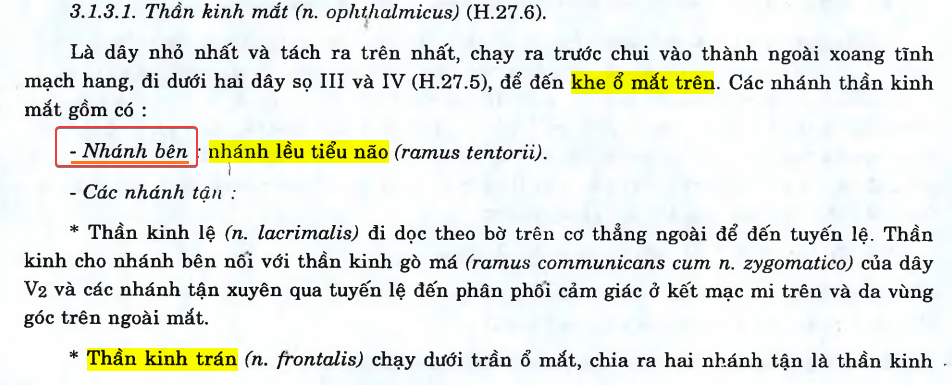 3.1.3.1. Thần kinh mắt (n. ophthalmicus) (H.27.6).
Là dây nhỏ nhất và tách ra trên nhất, chạy ra trước chui vào thành ngoài xoang tĩnh
mạch hang, đi dưới hai dây sọ III và IV (H.27.5), để đến khe ổ mắt trên. Các nhánh thần kinh
mắt gồm có :
- Nhánh bên : nhánh lều tiểu não (ramus tentorii).
- Các nhánh tận :
* Thần kinh lệ (n. lacrimalis) đi dọc theo bờ trên cơ thẳng ngoài để đến tuyến lệ. Thần
kinh cho nhánh bên nối với thần kinh gò má (ramus communicans cum n. zygomatico) của dây
V2 và các nhánh tận xuyên qua tuyến lệ đến phân phối cảm giác ở kết mạc mi trên và da vùng
góc trên ngoài mắt.
* Thần kinh trán (n. frontalis) chạy dưới trần ổ mắt, chia ra hai nhánh tận là thần kinh